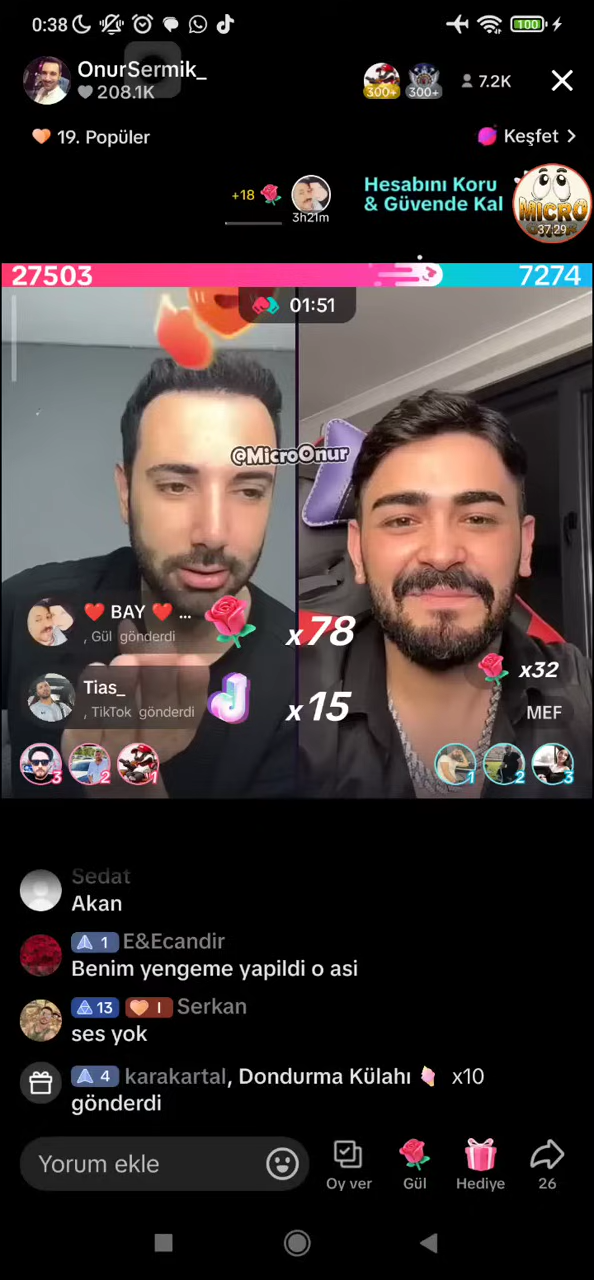 0:38
100
OnurSermik_
208.1K
300+
300+
7.2K
19. Popüler
Keşfet
+18
3h21m
Hesabını Koru
& Güvende Kal
MICRO
37:29
27503
7274
01:51
@MicroOnur
BAY ...
, Gül gönderdi
x78
x32
Tias_
, TikTok gönderdi
x15
MEF
3
2
1
1
2
3
Sedat
Akan
1 E&Ecandir
Benim yengeme yapildi o asi
13 I Serkan
ses yok
4 karakartal, Dondurma Külahı x10
gönderdi
Yorum ekle
Oy ver
Gül
Hediye
26